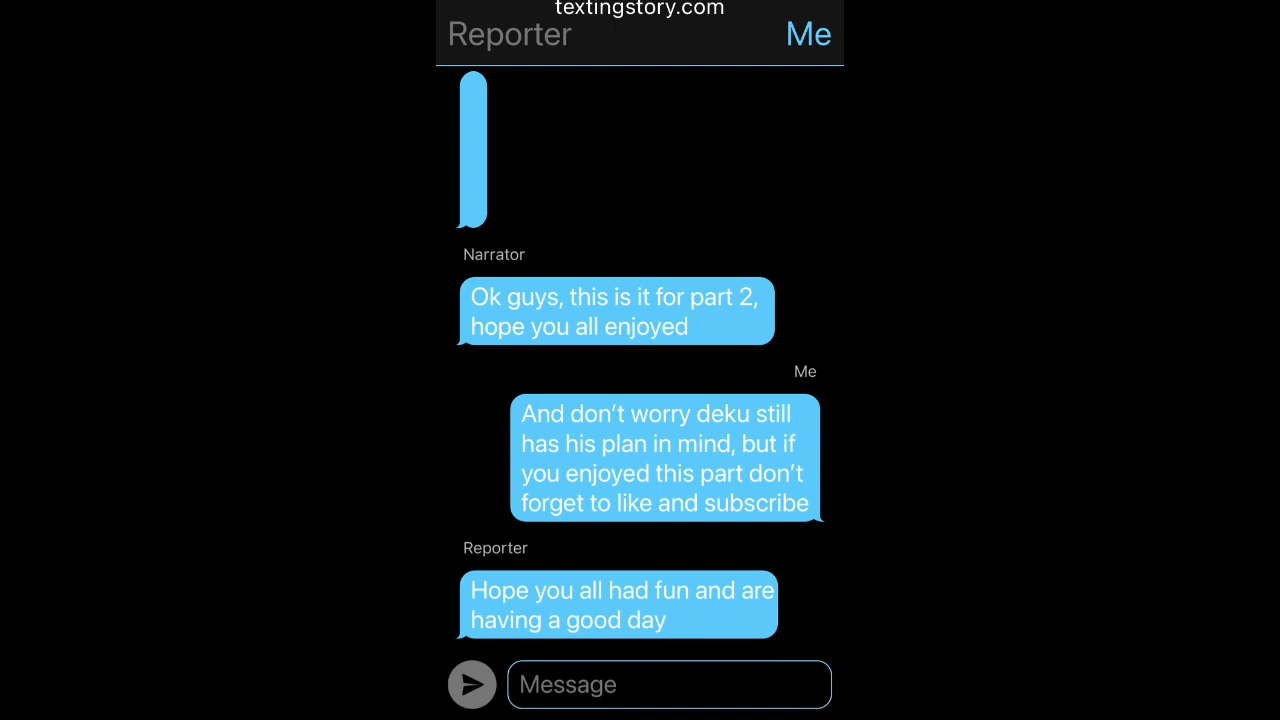 textingstory.com
Reporter
Me
Narrator
Ok guys, this is it for part 2,
hope you all enjoyed
Me
And don’t worry deku still
has his plan in mind, but if
you enjoyed this part don’t
forget to like and subscribe
Reporter
Hope you all had fun and are
having a good day
Message